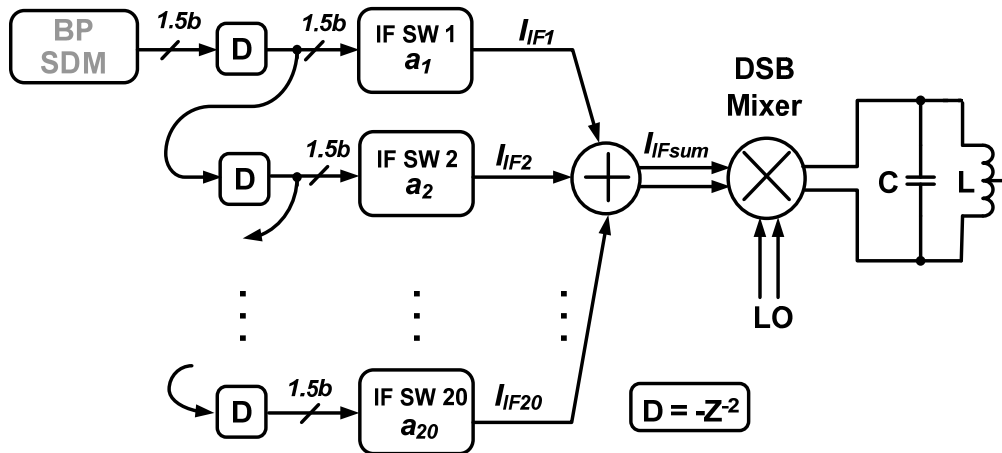 BP
SDM
1.5b
D
1.5b
IF SW 1
a1
IIF1
DSB
Mixer
D
1.5b
IF SW 2
a2
IIF2
IIFsum
C
L
LO
D
1.5b
IF SW 20
a20
IIF20
D = -Z-2